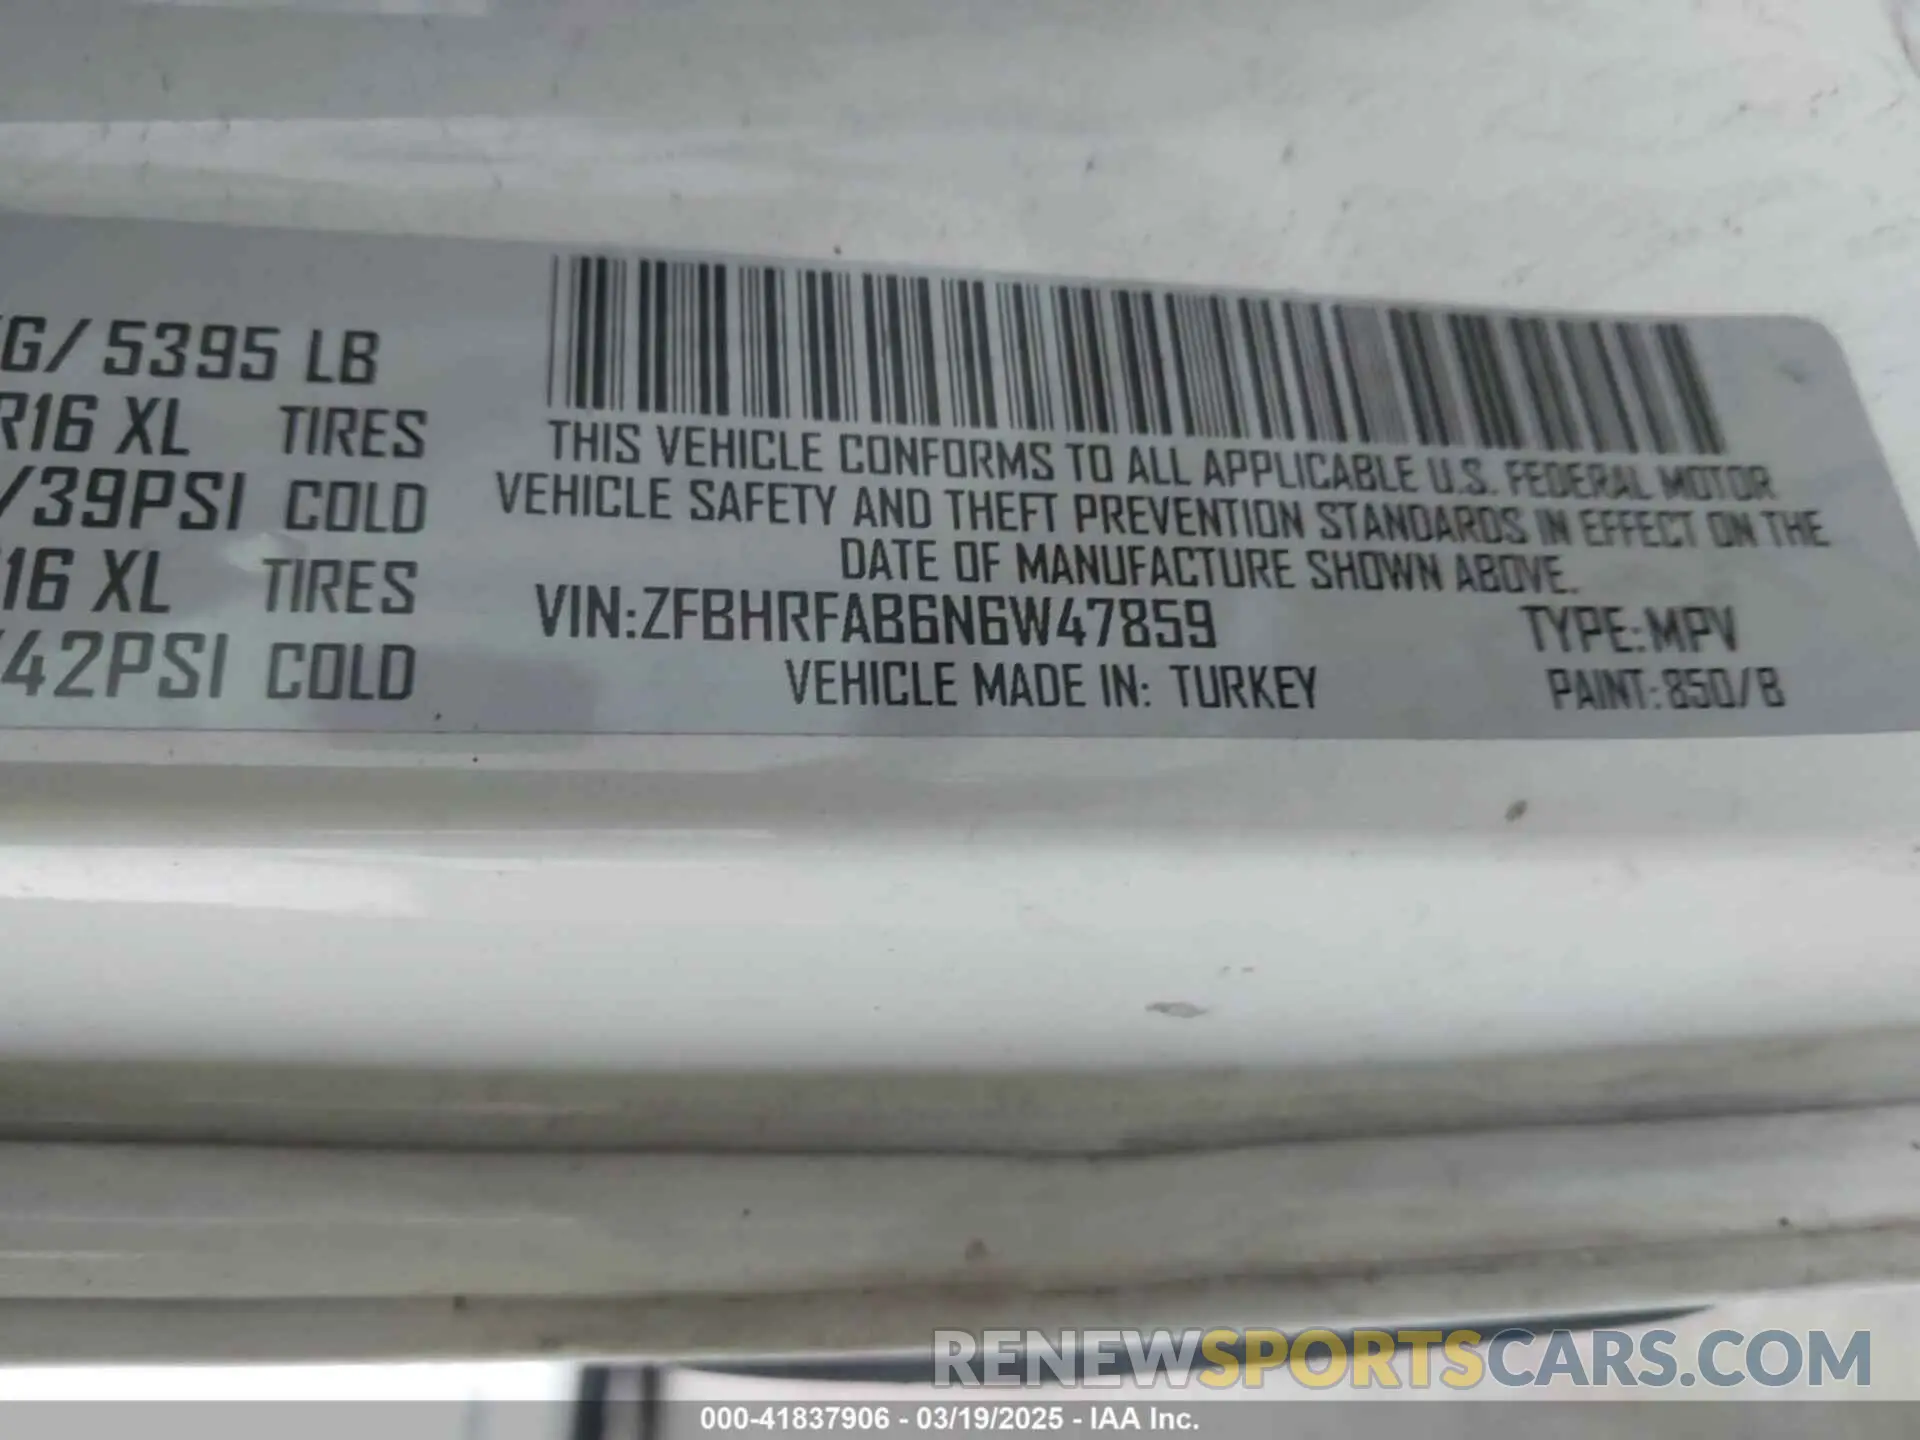 G/ 5395 LB
R16 XL TIRES
/39PSI COLD
16 XL TIRES
42PSI COLD
THIS VEHICLE CONFORMS TO ALL APPLICABLE U.S. FEDERAL MOTOR
VEHICLE SAFETY AND THEFT PREVENTION STANDARDS IN EFFECT ON THE
DATE OF MANUFACTURE SHOWN ABOVE.
VIN:ZFBHRFAB6N6W47859
TYPE:MPV
VEHICLE MADE IN: TURKEY
PAINT:850/B
RENEWSPORTSCARS.COM
000-41837906 - 03/19/2025 - IAA Inc.